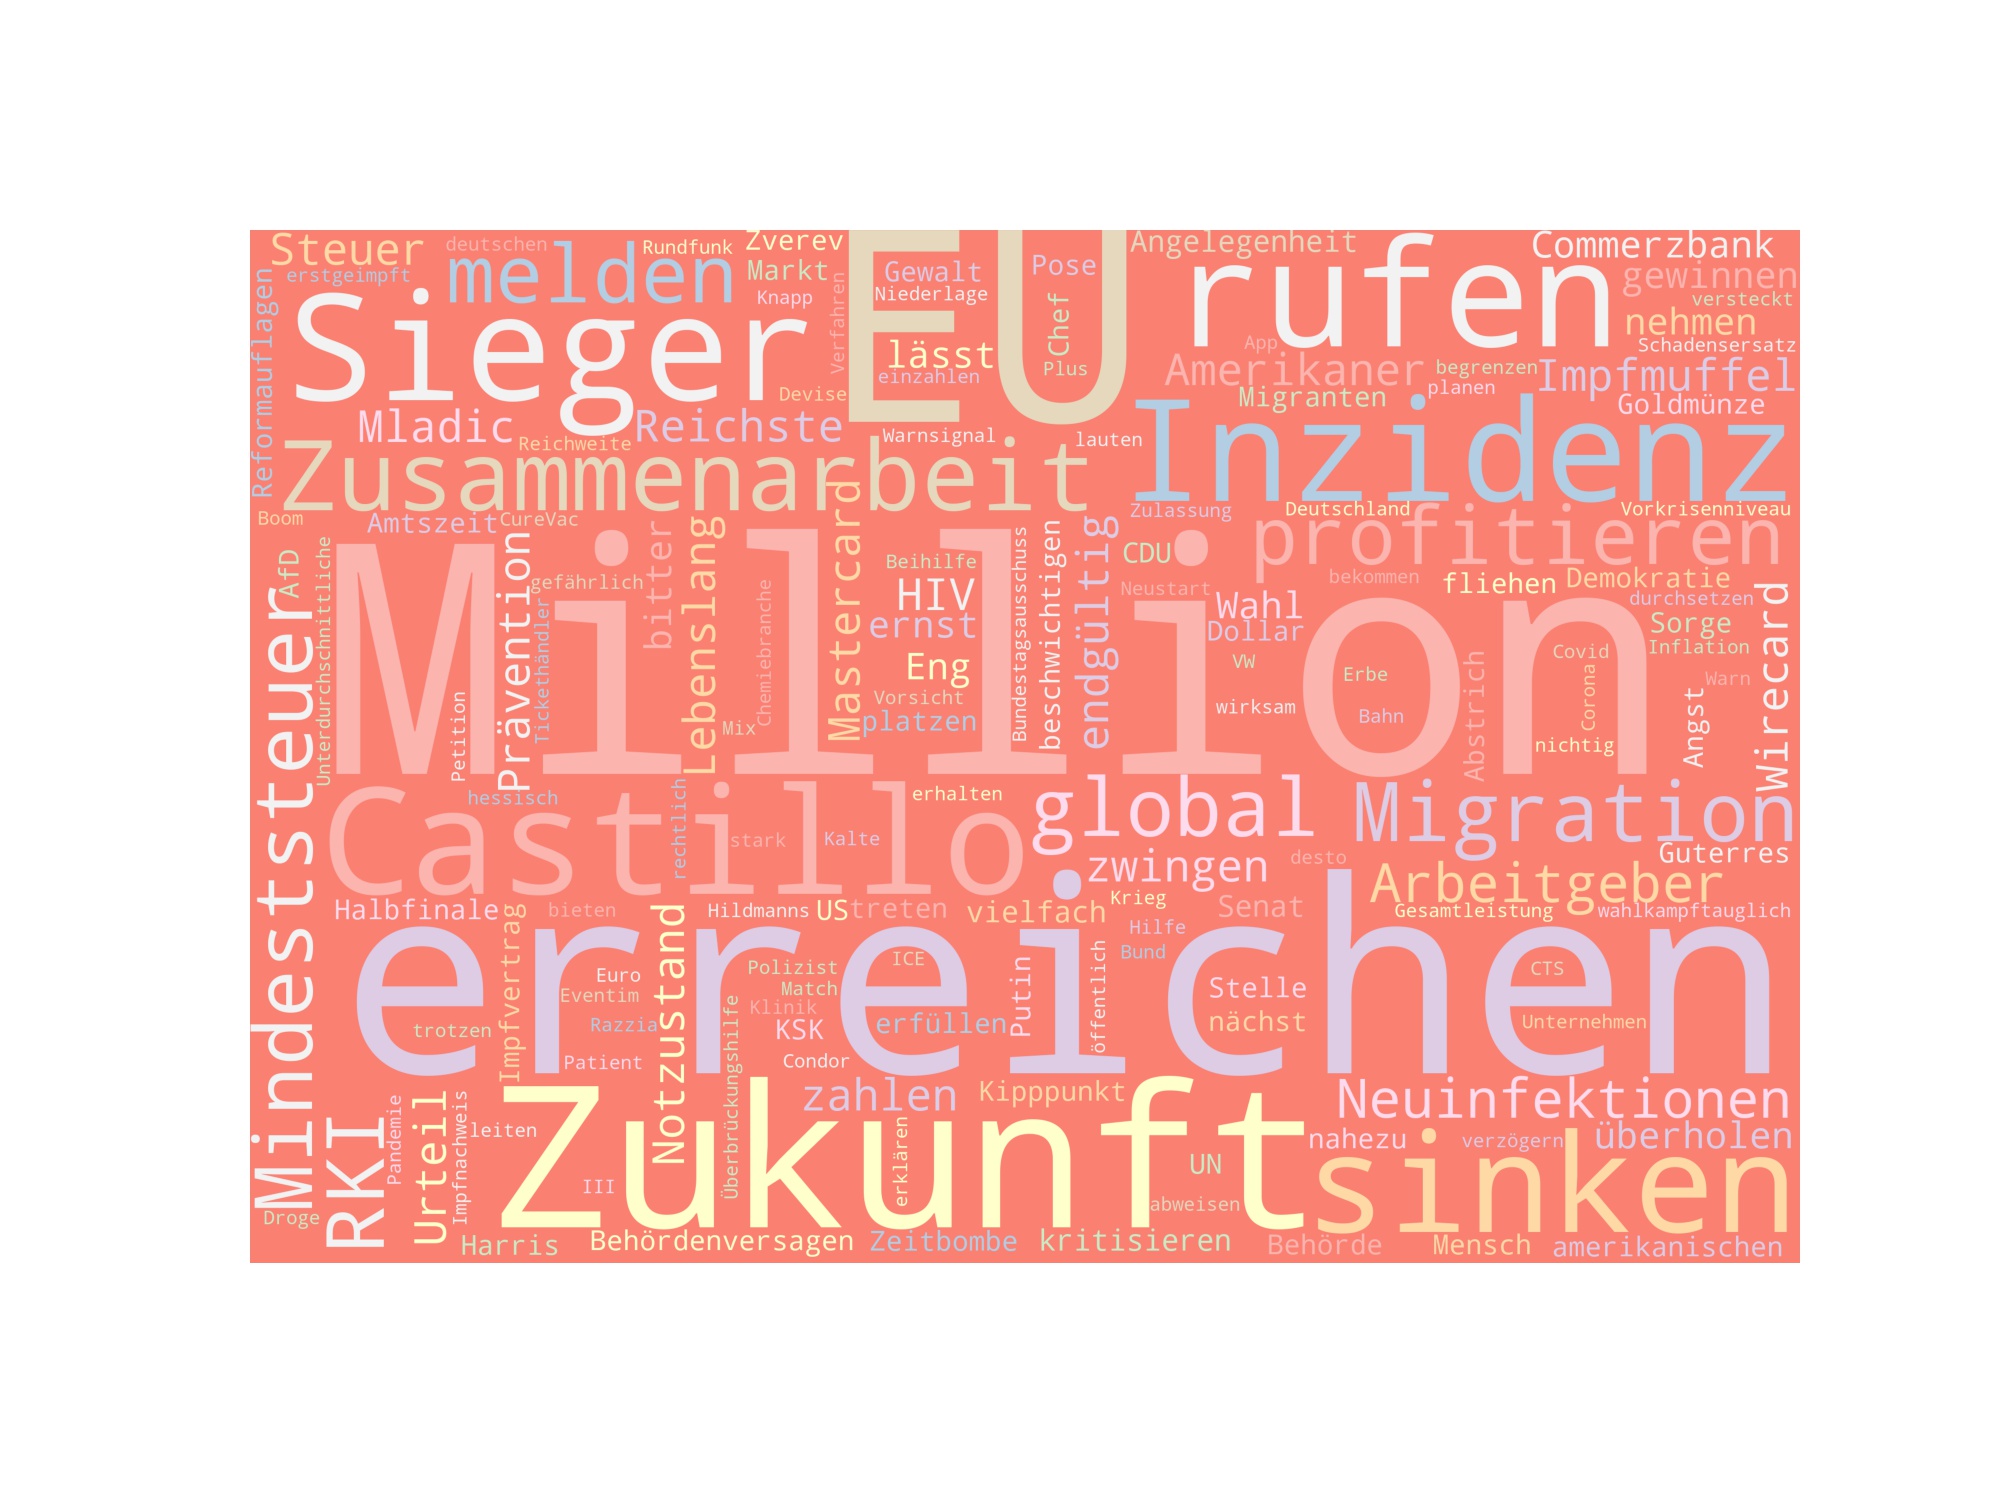 Steuer
deutschen
Rundfunk
Zverev
EU
Angelegenheit
rufen
Commerzbank
erstgeimpft
melden
Markt
Gewalt
Pose
gewinnen
Reformauflagen
Sieger
Knapp
Verfahren
Niederlage
Chef
versteckt
nehmen
lässt
App
Schadensersatz
einzahlen
Plus
Amerikaner
begrenzen
Impfmuffel
Devise
planen
Migranten
Goldmünze
Mladic
Reichste
Reichweite
Warnsignal
lauten
Inzidenz
Zusammenarbeit
Boom
Amtszeit
CureVac
Zulassung
Deutschland
Vorkrisenniveau
Million
profitieren
AfD
Unterdurchschnittliche
Prävention
bitter
Lebenslang
Mastercard
Beihilfe
Bundestagsausschuss
beschwichtigen
endgültig
CDU
gefährlich
Chemiebranche
HIV
Neustart
bekommen
fliehen
Demokratie
Tickethändler
ernst
Wahl
durchsetzen
Dollar
Sorge
Wirecard
Eng
VW
Erbe
Covid
Inflation
Petition
Mix
Vorsicht
platzen
wirksam
Bahn
Abstrich
Corona
Warn
nichtig
Angst
Mindeststeuer
hessisch
rechtlich
erhalten
Castillo
stark
Kalte
global
Migration
zwingen
desto
Guterres
Arbeitgeber
Halbfinale
Impfvertrag
bieten
Notzustand
Hildmanns
US
treten
vielfach
Krieg
Senat
Gesamtleistung
wahlkampftauglich
Hilfe
erreichen
Euro
Polizist
ICE
Putin
öffentlich
Bund
CTS
Eventim
Match
Stelle
trotzen
Razzia
Klinik
KSK
erfüllen
nächst
Unternehmen
Patient
Überbrückungshilfe
Condor
RKI
Pandemie
Urteil
Impfnachweis
leiten
zahlen
Kipppunkt
Neuinfektionen
Zukunft
erklären
nahezu
verzögern
überholen
III
UN
sinken
Droge
abweisen
Harris
Behördenversagen
Zeitbombe
kritisieren
Behörde
Mensch
amerikanischen